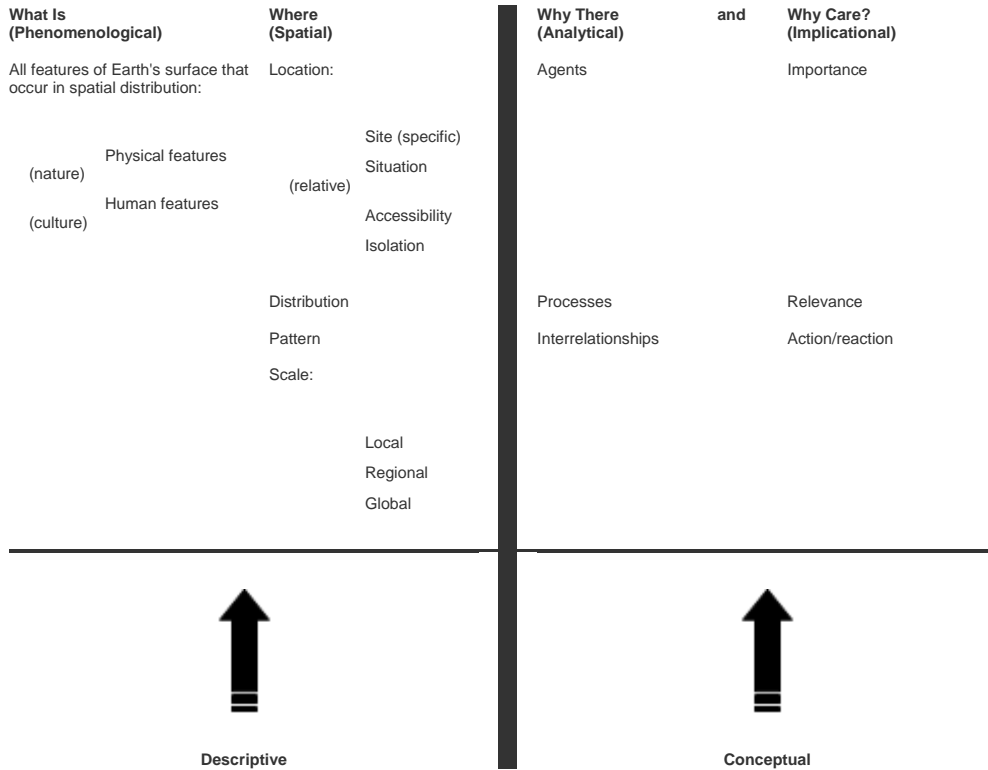 What Is
(Phenomenological)
Where
(Spatial)
Why There and
(Analytical)
Why Care?
(Implicational)
All features of Earth's surface that
occur in spatial distribution:
Physical features
(nature)
Human features
(culture)
Location:
Site (specific)
Situation
(relative)
Accessibility
Isolation
Distribution
Pattern
Scale:
Local
Regional
Global
Agents
Processes
Interrelationships
Importance
Relevance
Action/reaction
Descriptive
Conceptual